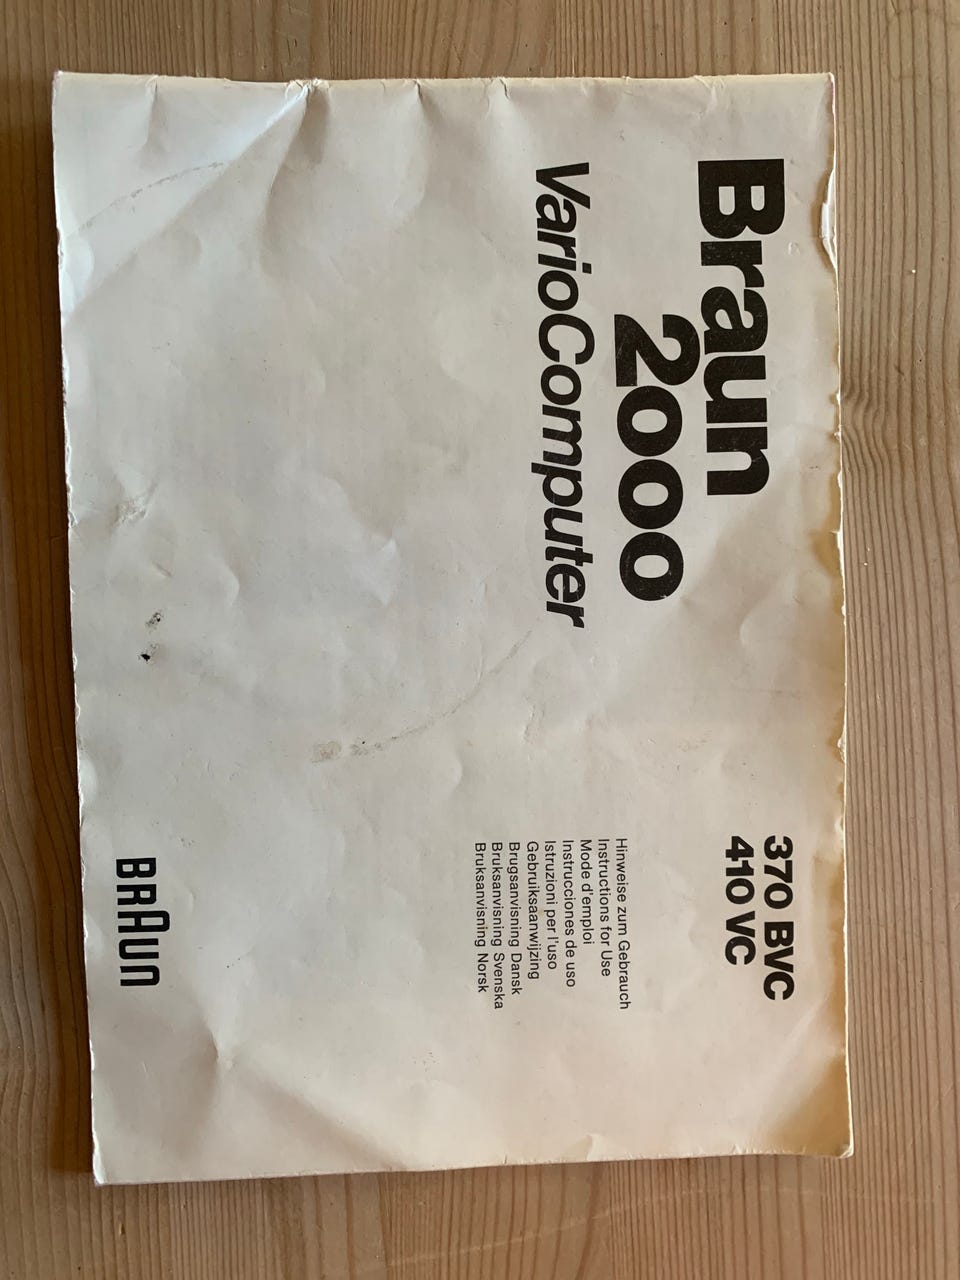 Braun
2000
VarioComputer
370 BVC
410 VC
Hinweise zum Gebrauch
Instructions for Use
Mode d'emploi
Instrucciones de uso
Istruzioni per l'uso
Gebruiksaanwijzing
Brugsanvisning Dansk
Bruksanvisning Svenska
Bruksanvisning Norsk
BRAUN